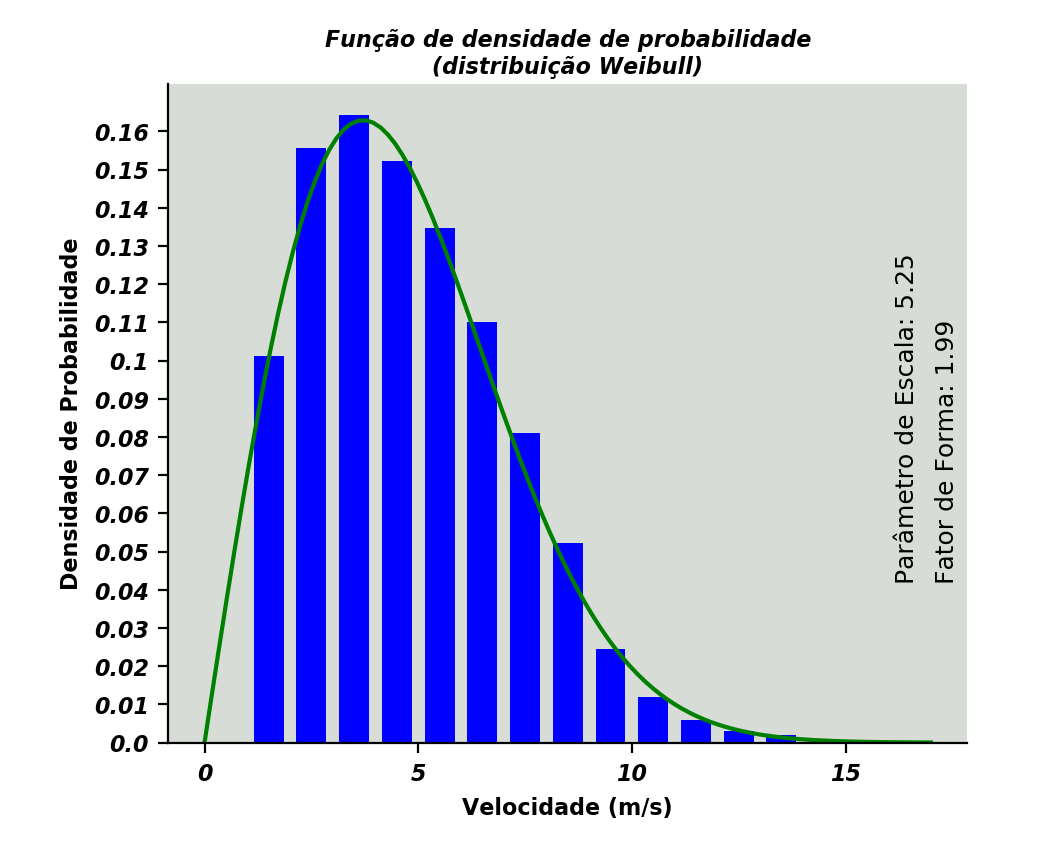 Função de densidade de probabilidade
(distribuição Weibull)
Densidade de Probabilidade
0.16
0.15
0.14
0.13
0.12
0.11
0.1
0.09
0.08
0.07
0.06
0.05
0.04
0.03
0.02
0.01
0.0
0 5 10 15
Velocidade (m/s)
Parâmetro de Escala: 5.25
Fator de Forma: 1.99